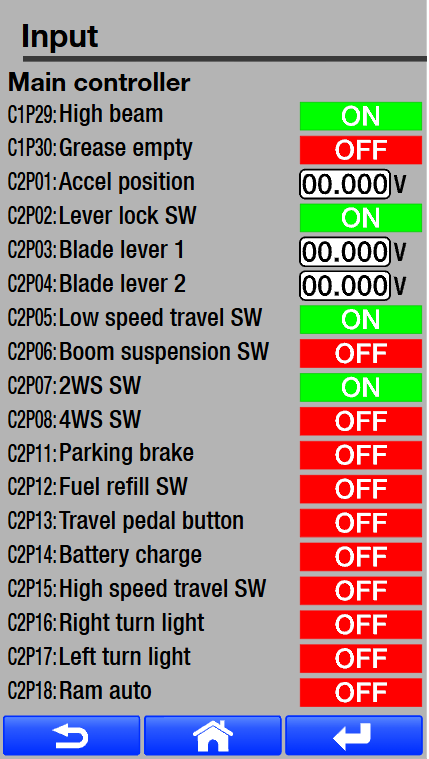 Input
Main controller
C1P29: High beam ON
C1P30: Grease empty OFF
C2P01: Accel position 00.000 V
C2P02: Lever lock SW ON
C2P03: Blade lever 1 00.000 V
C2P04: Blade lever 2 00.000 V
C2P05: Low speed travel SW ON
C2P06: Boom suspension SW OFF
C2P07: 2WS SW ON
C2P08: 4WS SW OFF
C2P11: Parking brake OFF
C2P12: Fuel refill SW OFF
C2P13: Travel pedal button OFF
C2P14: Battery charge OFF
C2P15: High speed travel SW OFF
C2P16: Right turn light OFF
C2P17: Left turn light OFF
C2P18: Ram auto OFF